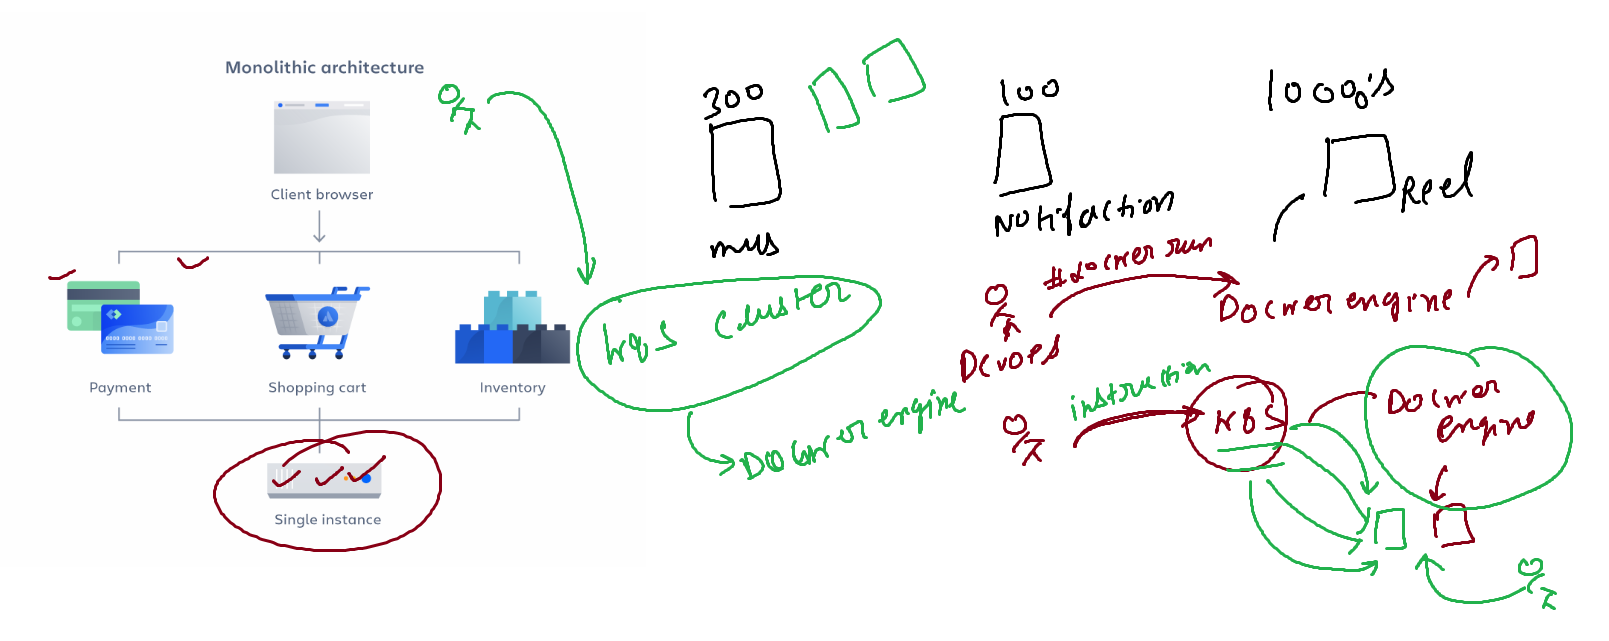 Monolithic architecture
Client browser
Payment
Shopping cart
Inventory
Single instance
300
100
1000's
Notifaction
Reel
#docker run
Docker engine
Devops
K8S Cluster
Docker engine
instruction
K8S
Docker
engine